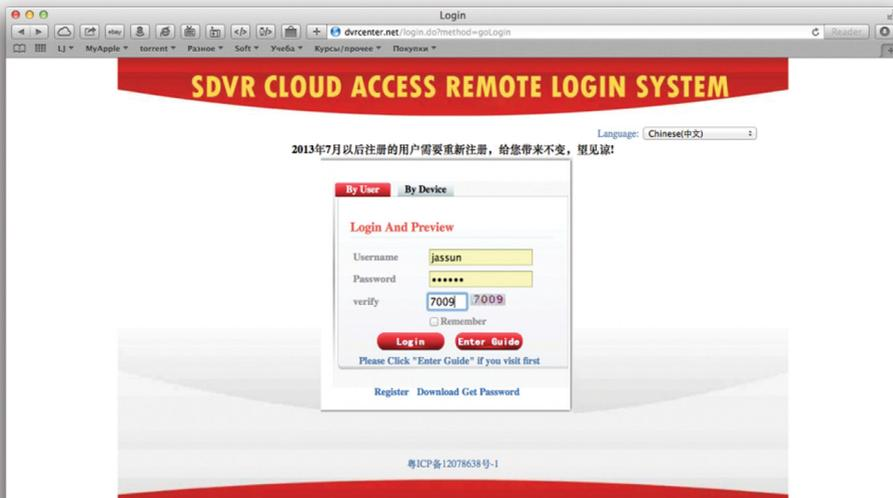 Login
ebay
dvrcenter.net/login.do?method=goLogin
Reader
LJ MyApple torrent Разное Soft Учеба Курсы/прочее Покупки
SDVR CLOUD ACCESS REMOTE LOGIN SYSTEM
Language: Chinese(中文)
2013年7月以后注册的用户需要重新注册，给您带来不变，望见谅!
By User By Device
Login And Preview
Username jassun
Password ••••••
verify 7009 7009
Remember
Login Enter Guide
Please Click "Enter Guide" if you visit first
Register Download Get Password
粤ICP备12078638号-1